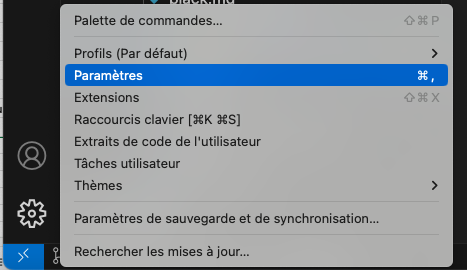 black.md
Palette de commandes... ⇧⌘P
Profils (Par défaut)
Paramètres ⌘,
Extensions ⇧⌘X
Raccourcis clavier [⌘K ⌘S]
Extraits de code de l'utilisateur
Tâches utilisateur
Thèmes
Paramètres de sauvegarde et de synchronisation...
Rechercher les mises à jour...